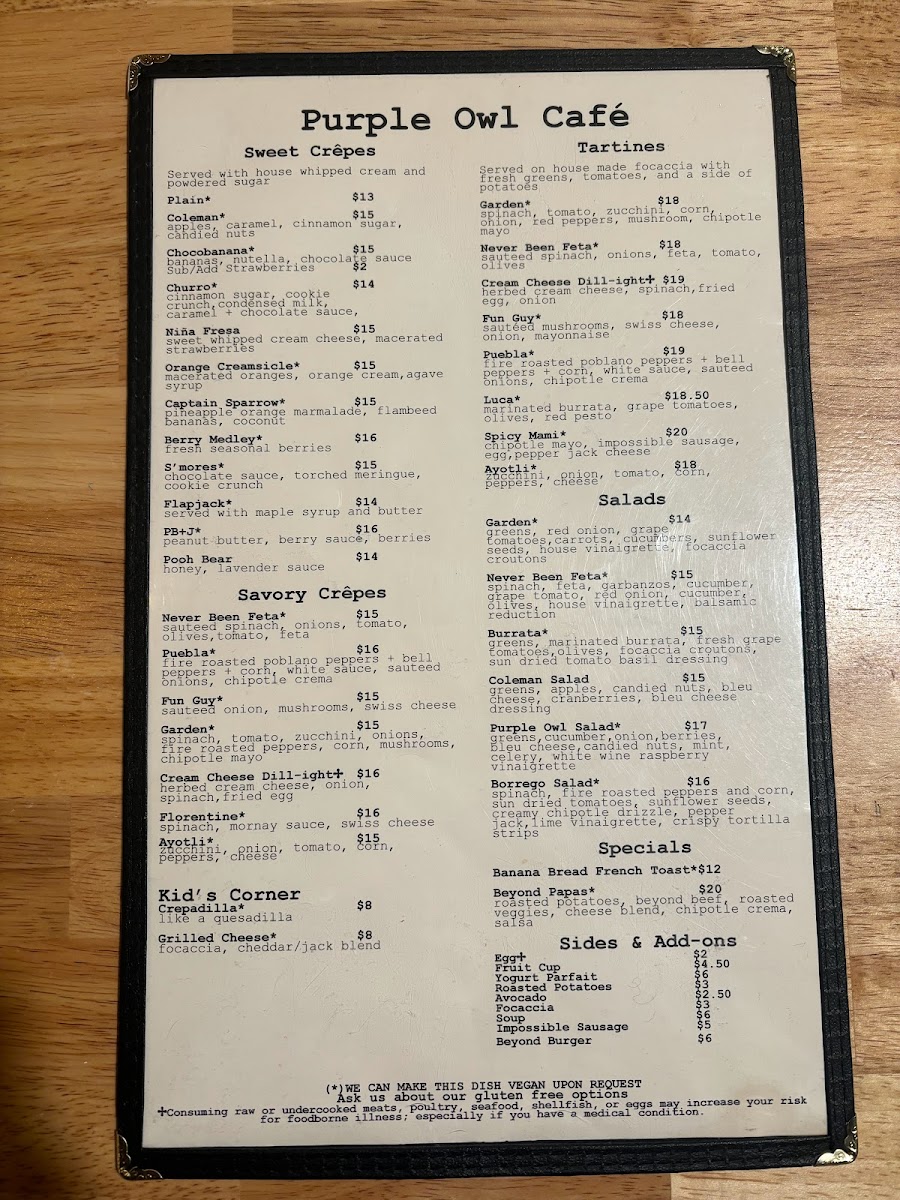 Purple Owl Café
Sweet Crêpes
Served with house whipped cream and
powdered sugar
Plain* $13
Coleman* $15
apples, caramel, cinnamon sugar,
candied nuts
Chocobanana* $15
bananas, nutella, chocolate sauce
Sub/Add Strawberries $2
Churro* $14
cinnamon sugar, cookie
crunch,condensed milk,
caramel + chocolate sauce,
Niña Fresa $15
sweet whipped cream cheese, macerated
strawberries
Orange Creamsicle* $15
macerated oranges, orange cream,agave
syrup
Captain Sparrow* $15
pineapple orange marmalade, flambeed
bananas, coconut
Berry Medley* $16
fresh seasonal berries
S'mores* $15
chocolate sauce, torched meringue,
cookie crunch
Flapjack* $14
served with maple syrup and butter
PB+J* $16
peanut butter, berry sauce, berries
Pooh Bear $14
honey, lavender sauce
Savory Crêpes
Never Been Feta* $15
sauteed spinach, onions, tomato,
olives,tomato, feta
Puebla* $16
fire roasted poblano peppers + bell
peppers + corn, white sauce, sauteed
onions, chipotle crema
Fun Guy* $15
sauteed onion, mushrooms, swiss cheese
Garden* $15
spinach, tomato, zucchini, onions,
fire roasted peppers, corn, mushrooms,
chipotle mayo
Cream Cheese Dill-ight✝ $16
herbed cream cheese, onion,
spinach,fried egg
Florentine* $16
spinach, mornay sauce, swiss cheese
Ayotli* $15
zucchini, onion, tomato, corn,
peppers, cheese
Kid's Corner
Crepadilla* $8
like a quesadilla
Grilled Cheese* $8
focaccia, cheddar/jack blend
Tartines
Served on house made focaccia with
fresh greens, tomatoes, and a side of
potatoes
Garden* $18
spinach, tomato, zucchini, corn,
onion, red peppers, mushroom, chipotle
mayo
Never Been Feta* $18
sauteed spinach, onions, feta, tomato,
olives
Cream Cheese Dill-ight✝ $19
herbed cream cheese, spinach,fried
egg, onion
Fun Guy* $18
sautéed mushrooms, swiss cheese,
onion, mayonnaise
Puebla* $19
fire roasted poblano peppers + bell
peppers + corn, white sauce, sauteed
onions, chipotle crema
Luca* $18.50
marinated burrata, grape tomatoes,
olives, red pesto
Spicy Mami* $20
chipotle mayo, impossible sausage,
egg,pepper jack cheese
Ayotli* $18
zucchini, onion, tomato, corn,
peppers, cheese
Salads
Garden* $14
greens, red onion, grape
tomatoes,carrots, cucumbers, sunflower
seeds, house vinaigrette, focaccia
croutons
Never Been Feta* $15
spinach, feta, garbanzos, cucumber,
grape tomato, red onion, cucumber,
olives, house vinaigrette, balsamic
reduction
Burrata* $15
greens, marinated burrata, fresh grape
tomatoes,olives, focaccia croutons,
sun dried tomato basil dressing
Coleman Salad $15
greens, apples, candied nuts, bleu
cheese, cranberries, bleu cheese
dressing
Purple Owl Salad* $17
greens,cucumber,onion,berries,
bleu cheese,candied nuts, mint,
celery, white wine raspberry
vinaigrette
Borrego Salad* $16
spinach, fire roasted peppers and corn,
sun dried tomatoes, sunflower seeds,
creamy chipotle drizzle, pepper
jack,lime vinaigrette, crispy tortilla
strips
Specials
Banana Bread French Toast*$12
Beyond Papas* $20
roasted potatoes, beyond beef, roasted
veggies, cheese blend, chipotle crema,
salsa
Sides & Add-ons
Egg✝ $2
Fruit Cup $4.50
Yogurt Parfait $6
Roasted Potatoes $3
Avocado $2.50
Focaccia $3
Soup $6
Impossible Sausage $5
Beyond Burger $6
(*)WE CAN MAKE THIS DISH VEGAN UPON REQUEST
Ask us about our gluten free options
✝Consuming raw or undercooked meats, poultry, seafood, shellfish, or eggs may increase your risk
for foodborne illness; especially if you have a medical condition.